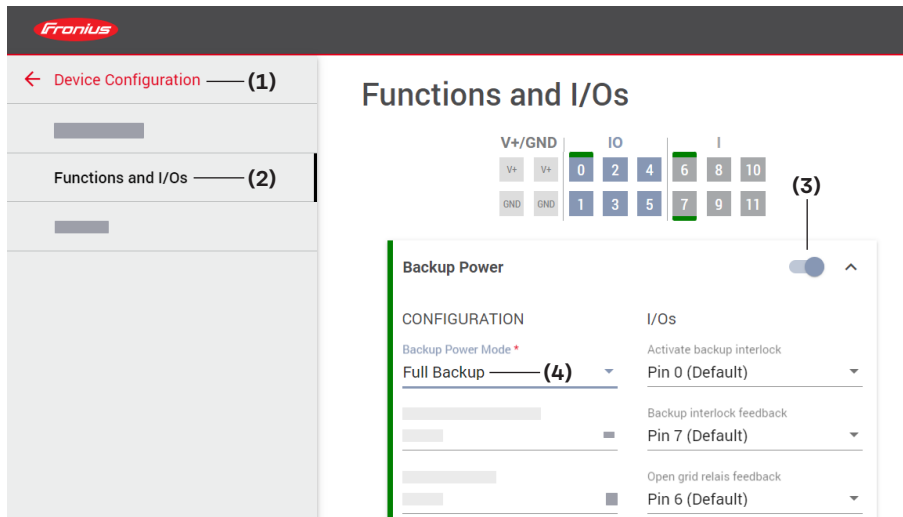 Fronius
Device Configuration (1)
Functions and I/Os (2)
Functions and I/Os
V+/GND IO I
V+ V+ 0 2 4 6 8 10
GND GND 1 3 5 7 9 11
(3)
Backup Power
CONFIGURATION
Backup Power Mode *
Full Backup (4)
I/Os
Activate backup interlock
Pin 0 (Default)
Backup interlock feedback
Pin 7 (Default)
Open grid relais feedback
Pin 6 (Default)